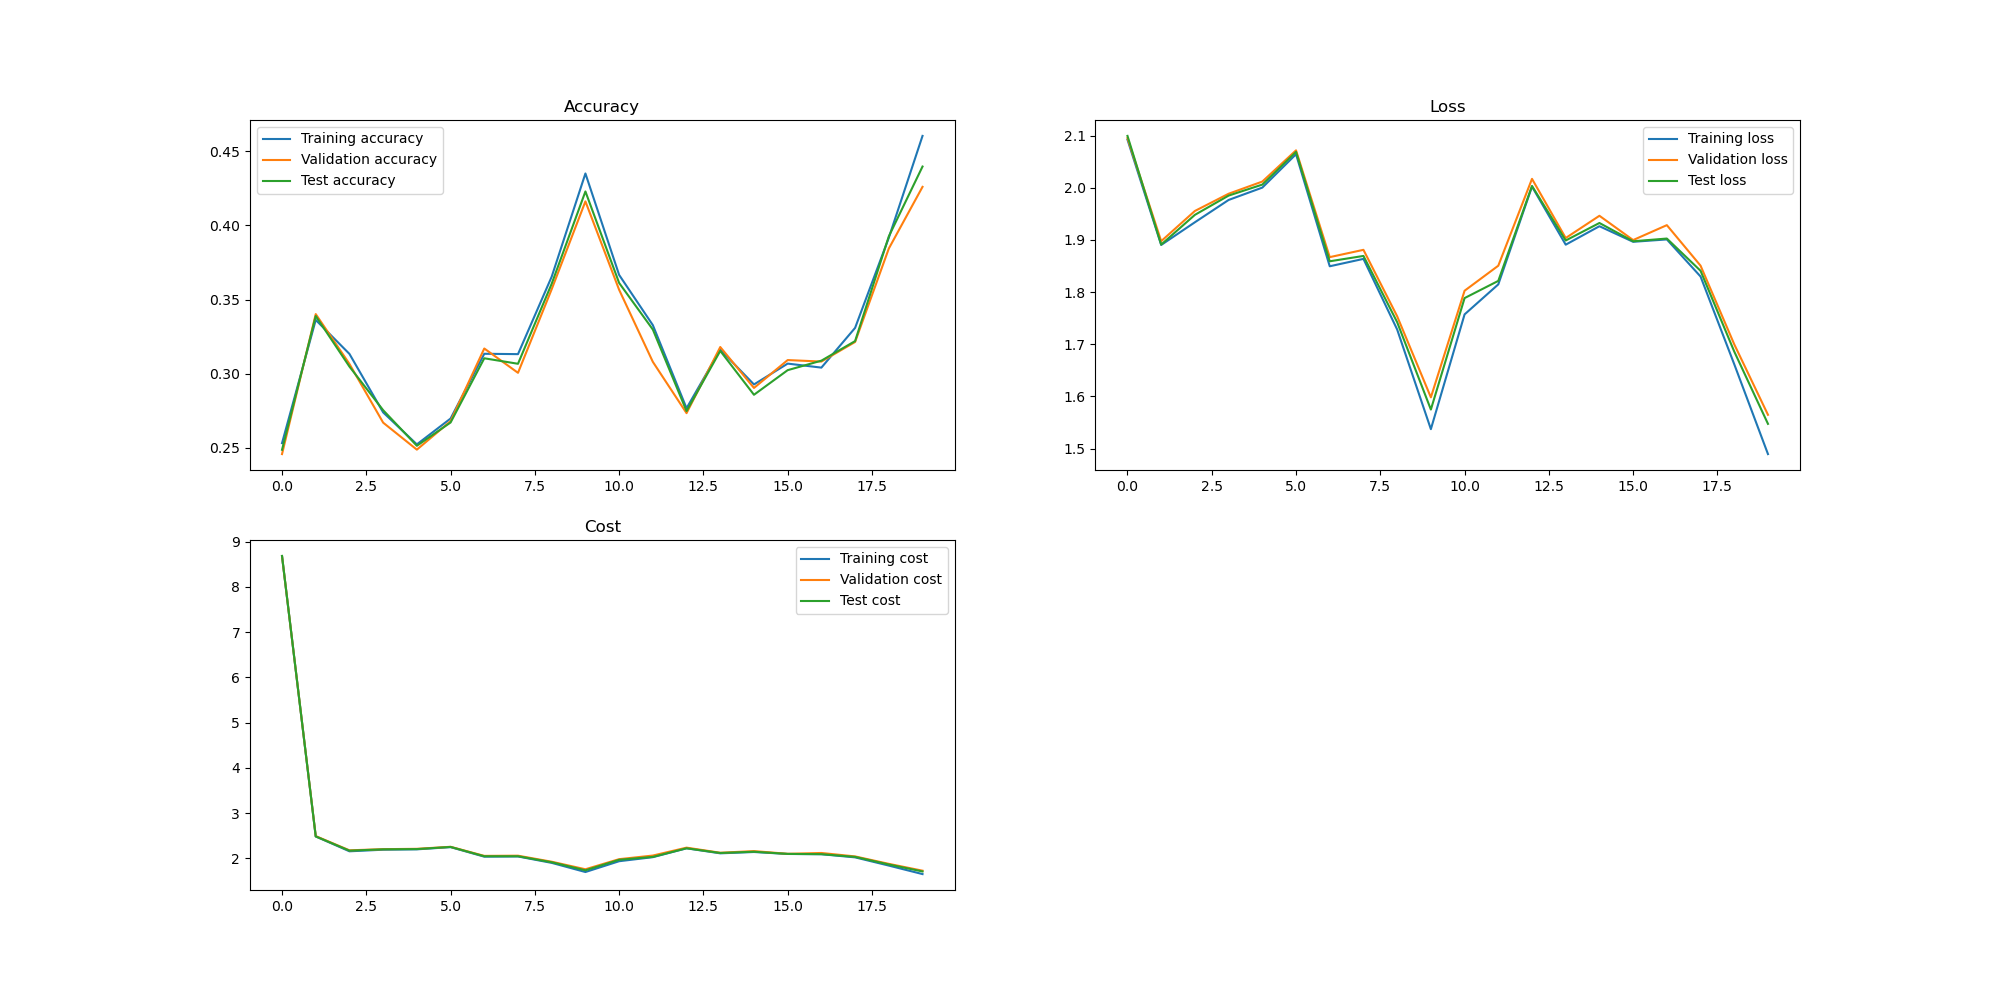 Accuracy
Training accuracy
Validation accuracy
Test accuracy
0.45
0.40
0.35
0.30
0.25
0.0 2.5 5.0 7.5 10.0 12.5 15.0 17.5
Loss
Training loss
Validation loss
Test loss
2.1
2.0
1.9
1.8
1.7
1.6
1.5
0.0 2.5 5.0 7.5 10.0 12.5 15.0 17.5
Cost
Training cost
Validation cost
Test cost
9
8
7
6
5
4
3
2
0.0 2.5 5.0 7.5 10.0 12.5 15.0 17.5